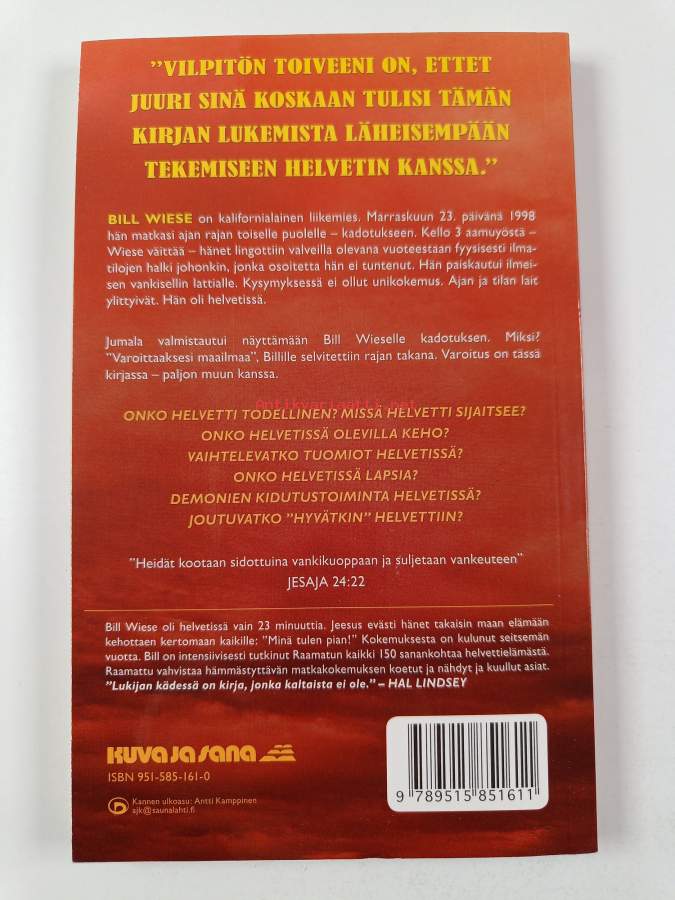 ”VILPITÖN TOIVEENI ON, ETTET
JUURI SINÄ KOSKAAN TULISI TÄMÄN
KIRJAN LUKEMISTA LÄHEISEMPÄÄN
TEKEMISEEN HELVETIN KANSSA.”
BILL WIESE on kalifornialainen liikemies. Marraskuun 23. päivänä 1998
hän matkasi ajan rajan toiselle puolelle – kadotukseen. Kello 3 aamuyöstä –
Wiese väittää – hänet lingottiin valveilla olevana vuoteestaan fyysisesti ilma-
tilojen halki johonkin, jonka osoitetta hän ei tuntenut. Hän paiskautui ilmei-
sen vankisellin lattialle. Kysymyksessä ei ollut unikokemus. Ajan ja tilan lait
ylittyivät. Hän oli helvetissä.
Jumala valmistautui näyttämään Bill Wieselle kadotuksen. Miksi?
”Varoittaaksesi maailmaa”, Billille selvitettiin rajan takana. Varoitus on tässä
kirjassa – paljon muun kanssa.
Antikvariaatti.net
ONKO HELVETTI TODELLINEN? MISSÄ HELVETTI SIJAITSEE?
ONKO HELVETISSÄ OLEVILLA KEHO?
VAIHTELEVATKO TUOMIOT HELVETISSÄ?
ONKO HELVETISSÄ LAPSIA?
DEMONIEN KIDUTUSTOIMINTA HELVETISSÄ?
JOUTUVATKO ”HYVÄTKIN” HELVETTIIN?
”Heidät kootaan sidottuina vankikuoppaan ja suljetaan vankeuteen”
JESAJA 24:22
Bill Wiese oli helvetissä vain 23 minuuttia. Jeesus evästi hänet takaisin maan elämään
kehottaen kertomaan kaikille: ”Minä tulen pian!” Kokemuksesta on kulunut seitsemän
vuotta. Bill on intensiivisesti tutkinut Raamatun kaikki 150 sanankohtaa helvettielämästä.
Raamattu vahvistaa hämmästyttävän matkakokemuksen koetut ja nähdyt ja kuullut asiat.
”Lukijan kädessä on kirja, jonka kaltaista ei ole.” – HAL LINDSEY
KUVA JA SANA
ISBN 951-585-161-0
Kannen ulkoasu: Antti Kamppinen
ajk@saunalahti.fi
9 789515 851611